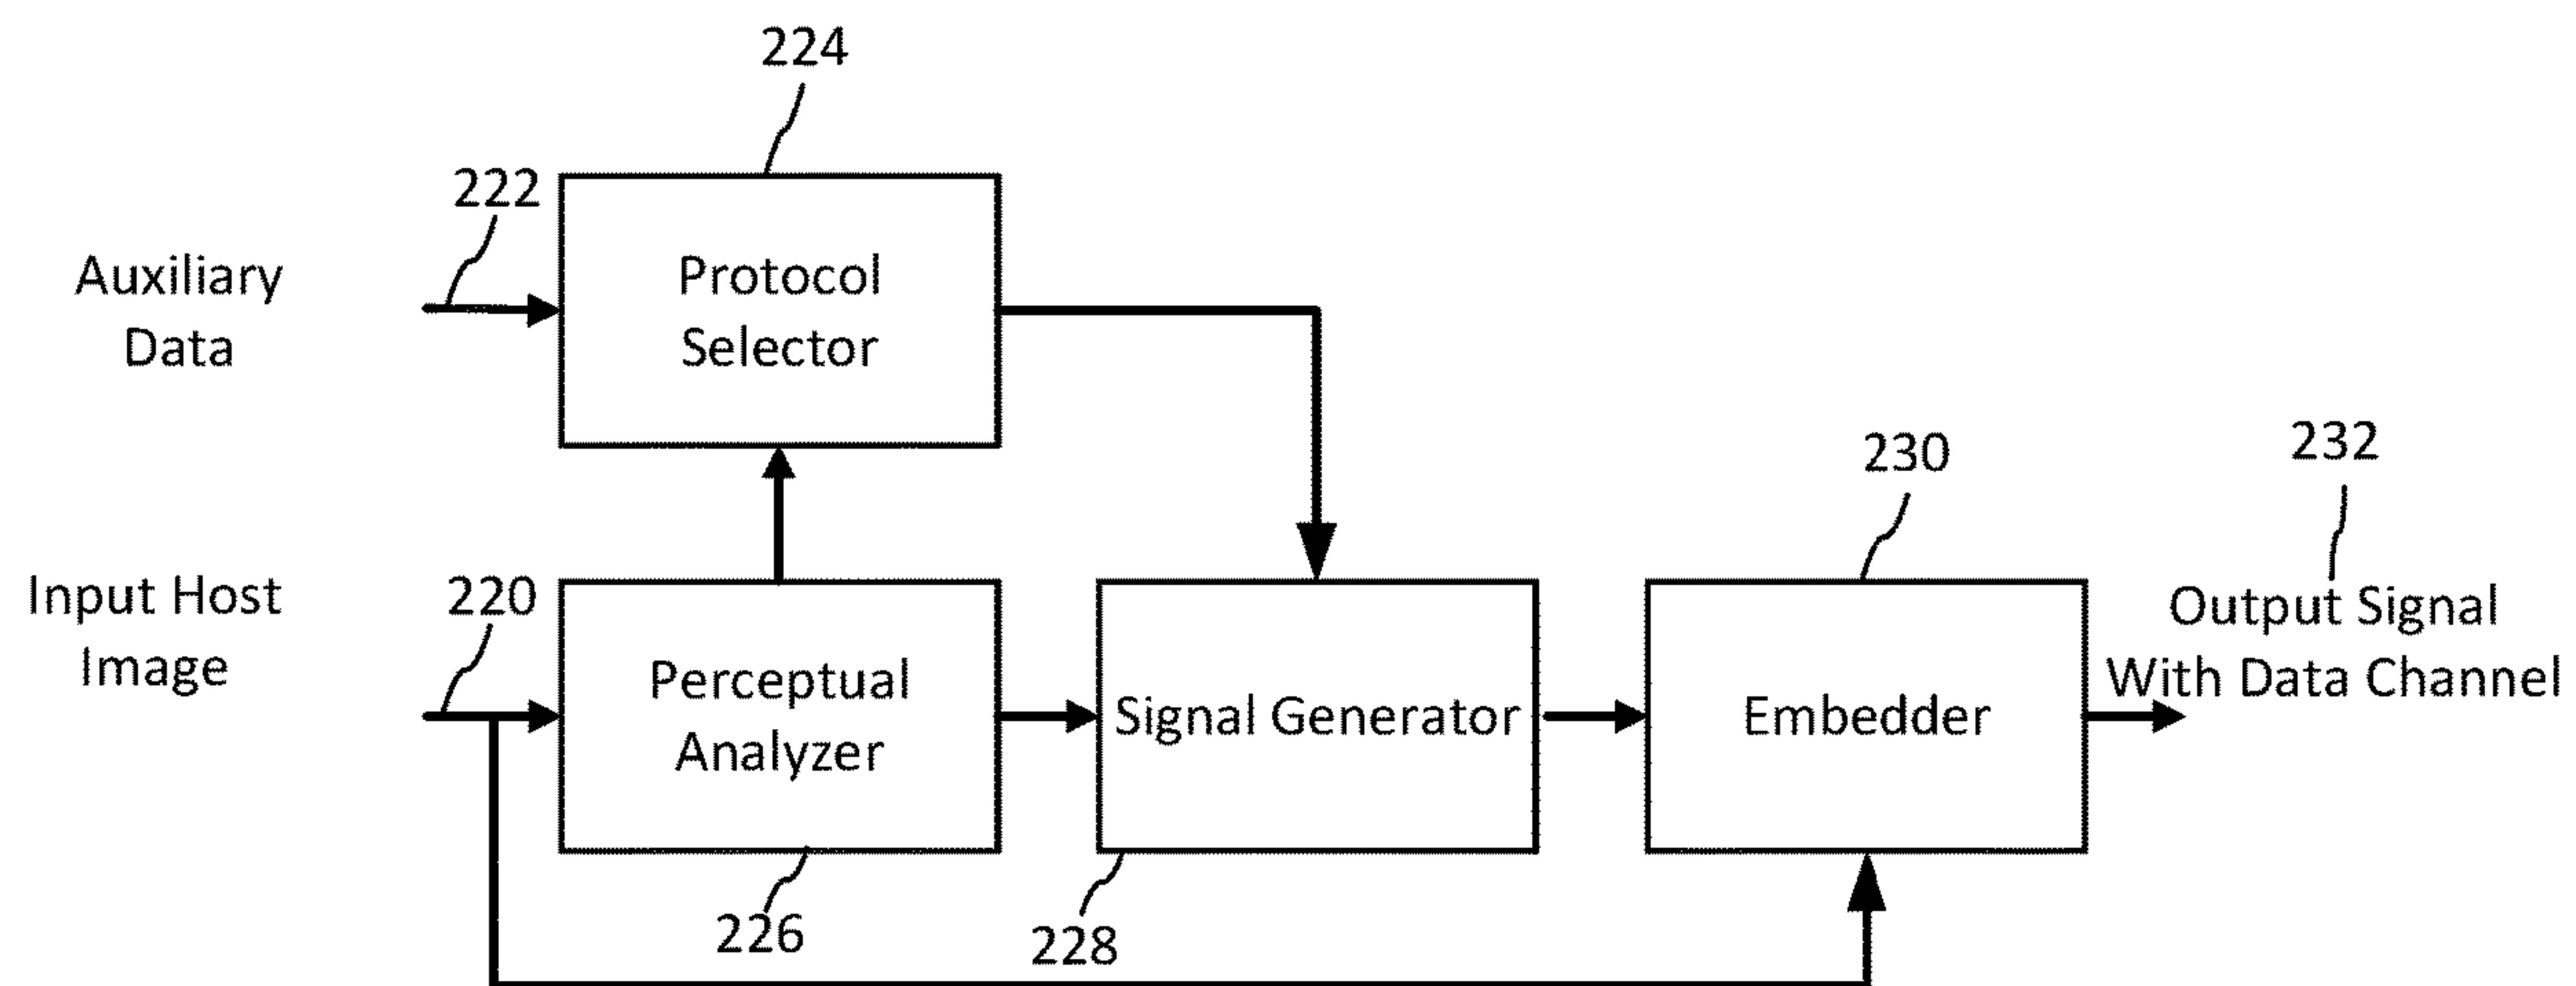 224
222
Auxiliary
Data
Protocol
Selector
230
232
Input Host
Image
220
Perceptual
Analyzer
Signal Generator
Embedder
Output Signal
With Data Channel
226
228